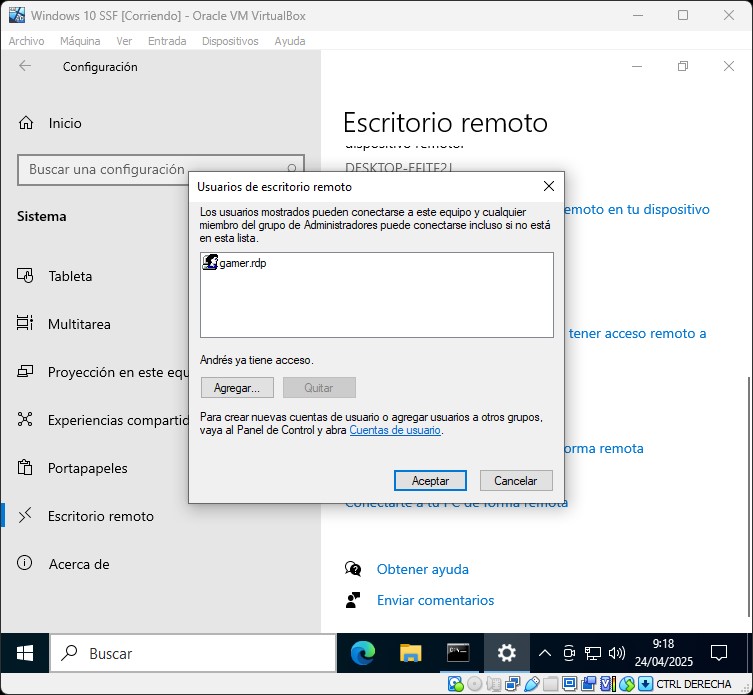 Windows 10 SSF [Corriendo] - Oracle VM VirtualBox
Archivo Máquina Ver Entrada Dispositivos Ayuda
Configuración
Inicio
Buscar una configuración
Sistema
Tableta
Multitarea
Proyección en este equ
Experiencias compartid
Portapapeles
Escritorio remoto
Acerca de
Escritorio remoto
dispositivo remoto.
emoto en tu dispositivo
tener acceso remoto a
orma remota
Conectarte a tu PC de forma remota
Obtener ayuda
Enviar comentarios
Usuarios de escritorio remoto
Los usuarios mostrados pueden conectarse a este equipo y cualquier
miembro del grupo de Administradores puede conectarse incluso si no está
en esta lista.
gamer.rdp
Andrés ya tiene acceso.
Agregar... Quitar
Para crear nuevas cuentas de usuario o agregar usuarios a otros grupos,
vaya al Panel de Control y abra Cuentas de usuario.
Aceptar Cancelar
Buscar
9:18
24/04/2025
CTRL DERECHA